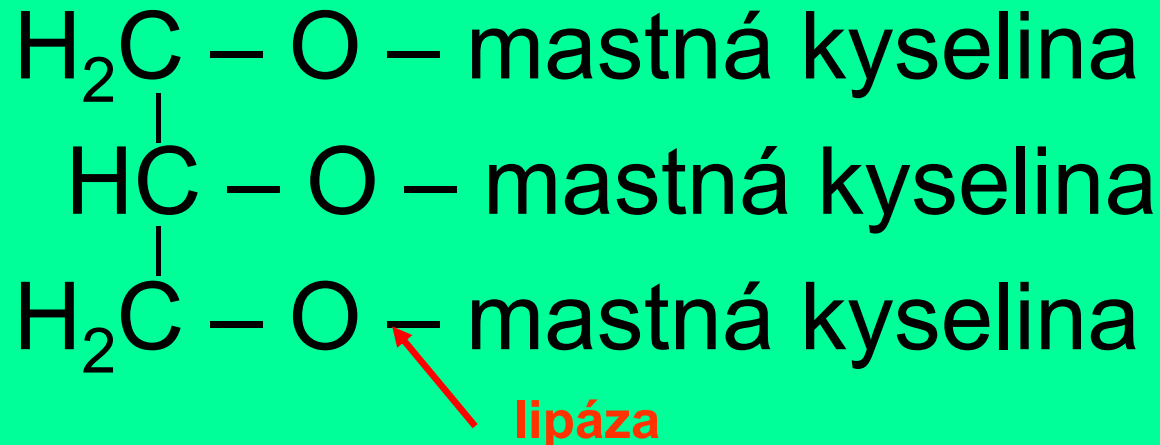 H₂C – O – mastná kyselina
HC – O – mastná kyselina
H₂C – O – mastná kyselina
lipáza